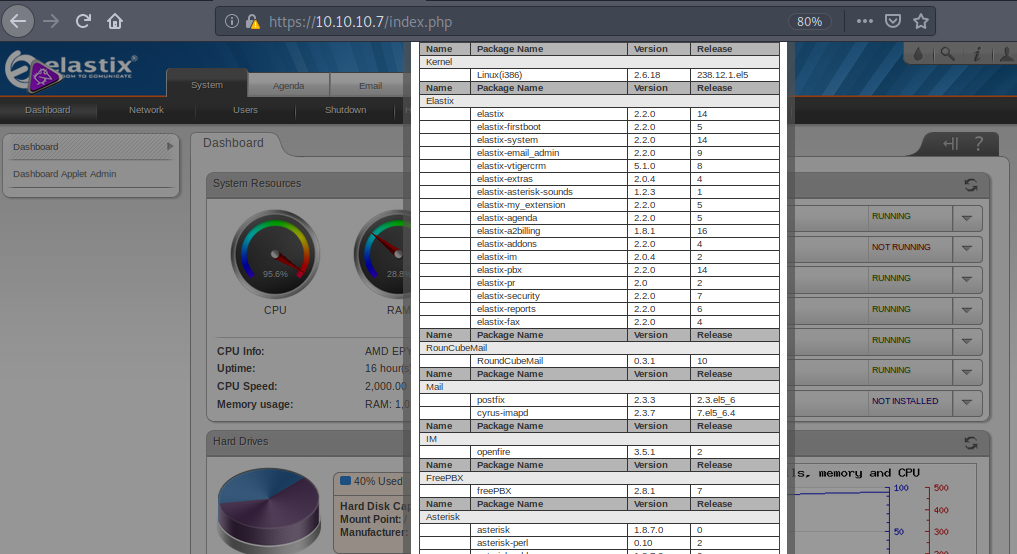 https://10.10.10.7/index.php
80%
elastix®
System
Agenda
Email
Dashboard
Network
Users
Shutdown
Dashboard
Dashboard Applet Admin
Dashboard
?
System Resources
95.6%
28.8%
CPU
RAM
CPU Info:
AMD EPY
Uptime:
16 hour(s)
CPU Speed:
2,000.00
Memory usage:
RAM: 1,0
RUNNING
NOT RUNNING
RUNNING
RUNNING
RUNNING
RUNNING
NOT INSTALLED
Hard Drives
40% Used
Hard Disk Cap
Mount Point:
Manufacturer:
ls, memory and CPU
100
50
500
400
300
200
Name Package Name Version Release
Kernel
Linux(i386) 2.6.18 238.12.1.el5
Name Package Name Version Release
Elastix
elastix 2.2.0 14
elastix-firstboot 2.2.0 5
elastix-system 2.2.0 14
elastix-email_admin 2.2.0 9
elastix-vtigercrm 5.1.0 8
elastix-extras 2.0.4 4
elastix-asterisk-sounds 1.2.3 1
elastix-my_extension 2.2.0 5
elastix-agenda 2.2.0 5
elastix-a2billing 1.8.1 16
elastix-addons 2.2.0 4
elastix-im 2.0.4 2
elastix-pbx 2.2.0 14
elastix-pr 2.0 2
elastix-security 2.2.0 7
elastix-reports 2.2.0 6
elastix-fax 2.2.0 4
Name Package Name Version Release
RounCubeMail
RoundCubeMail 0.3.1 10
Name Package Name Version Release
Mail
postfix 2.3.3 2.3.el5_6
cyrus-imapd 2.3.7 7.el5_6.4
Name Package Name Version Release
IM
openfire 3.5.1 2
Name Package Name Version Release
FreePBX
freePBX 2.8.1 7
Name Package Name Version Release
Asterisk
asterisk 1.8.7.0 0
asterisk-perl 0.10 2